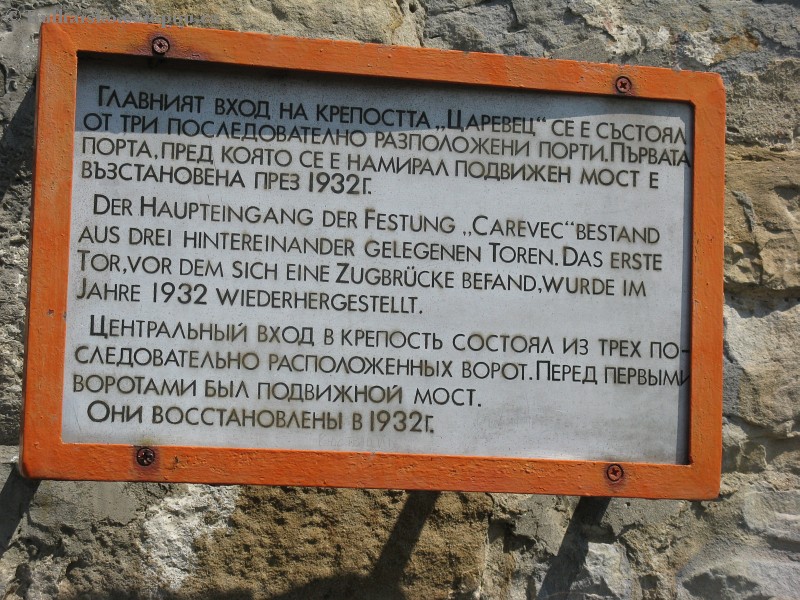 Главният вход на крепостта „Царевец“ се е състоял
от три последователно разположени порти. Първата
порта, пред която се е намирал подвижен мост е
възстановена през 1932г.
Der Haupteingang der Festung „Carevec“ bestand
aus drei hintereinander gelegenen Toren. Das erste
Tor, vor dem sich eine Zugbrücke befand, wurde im
Jahre 1932 wiederhergestellt.
Центральный вход в крепость состоял из трех по-
следовательно расположенных ворот. Перед первыми
воротами был подвижной мост.
Они восстановлены в 1932г.